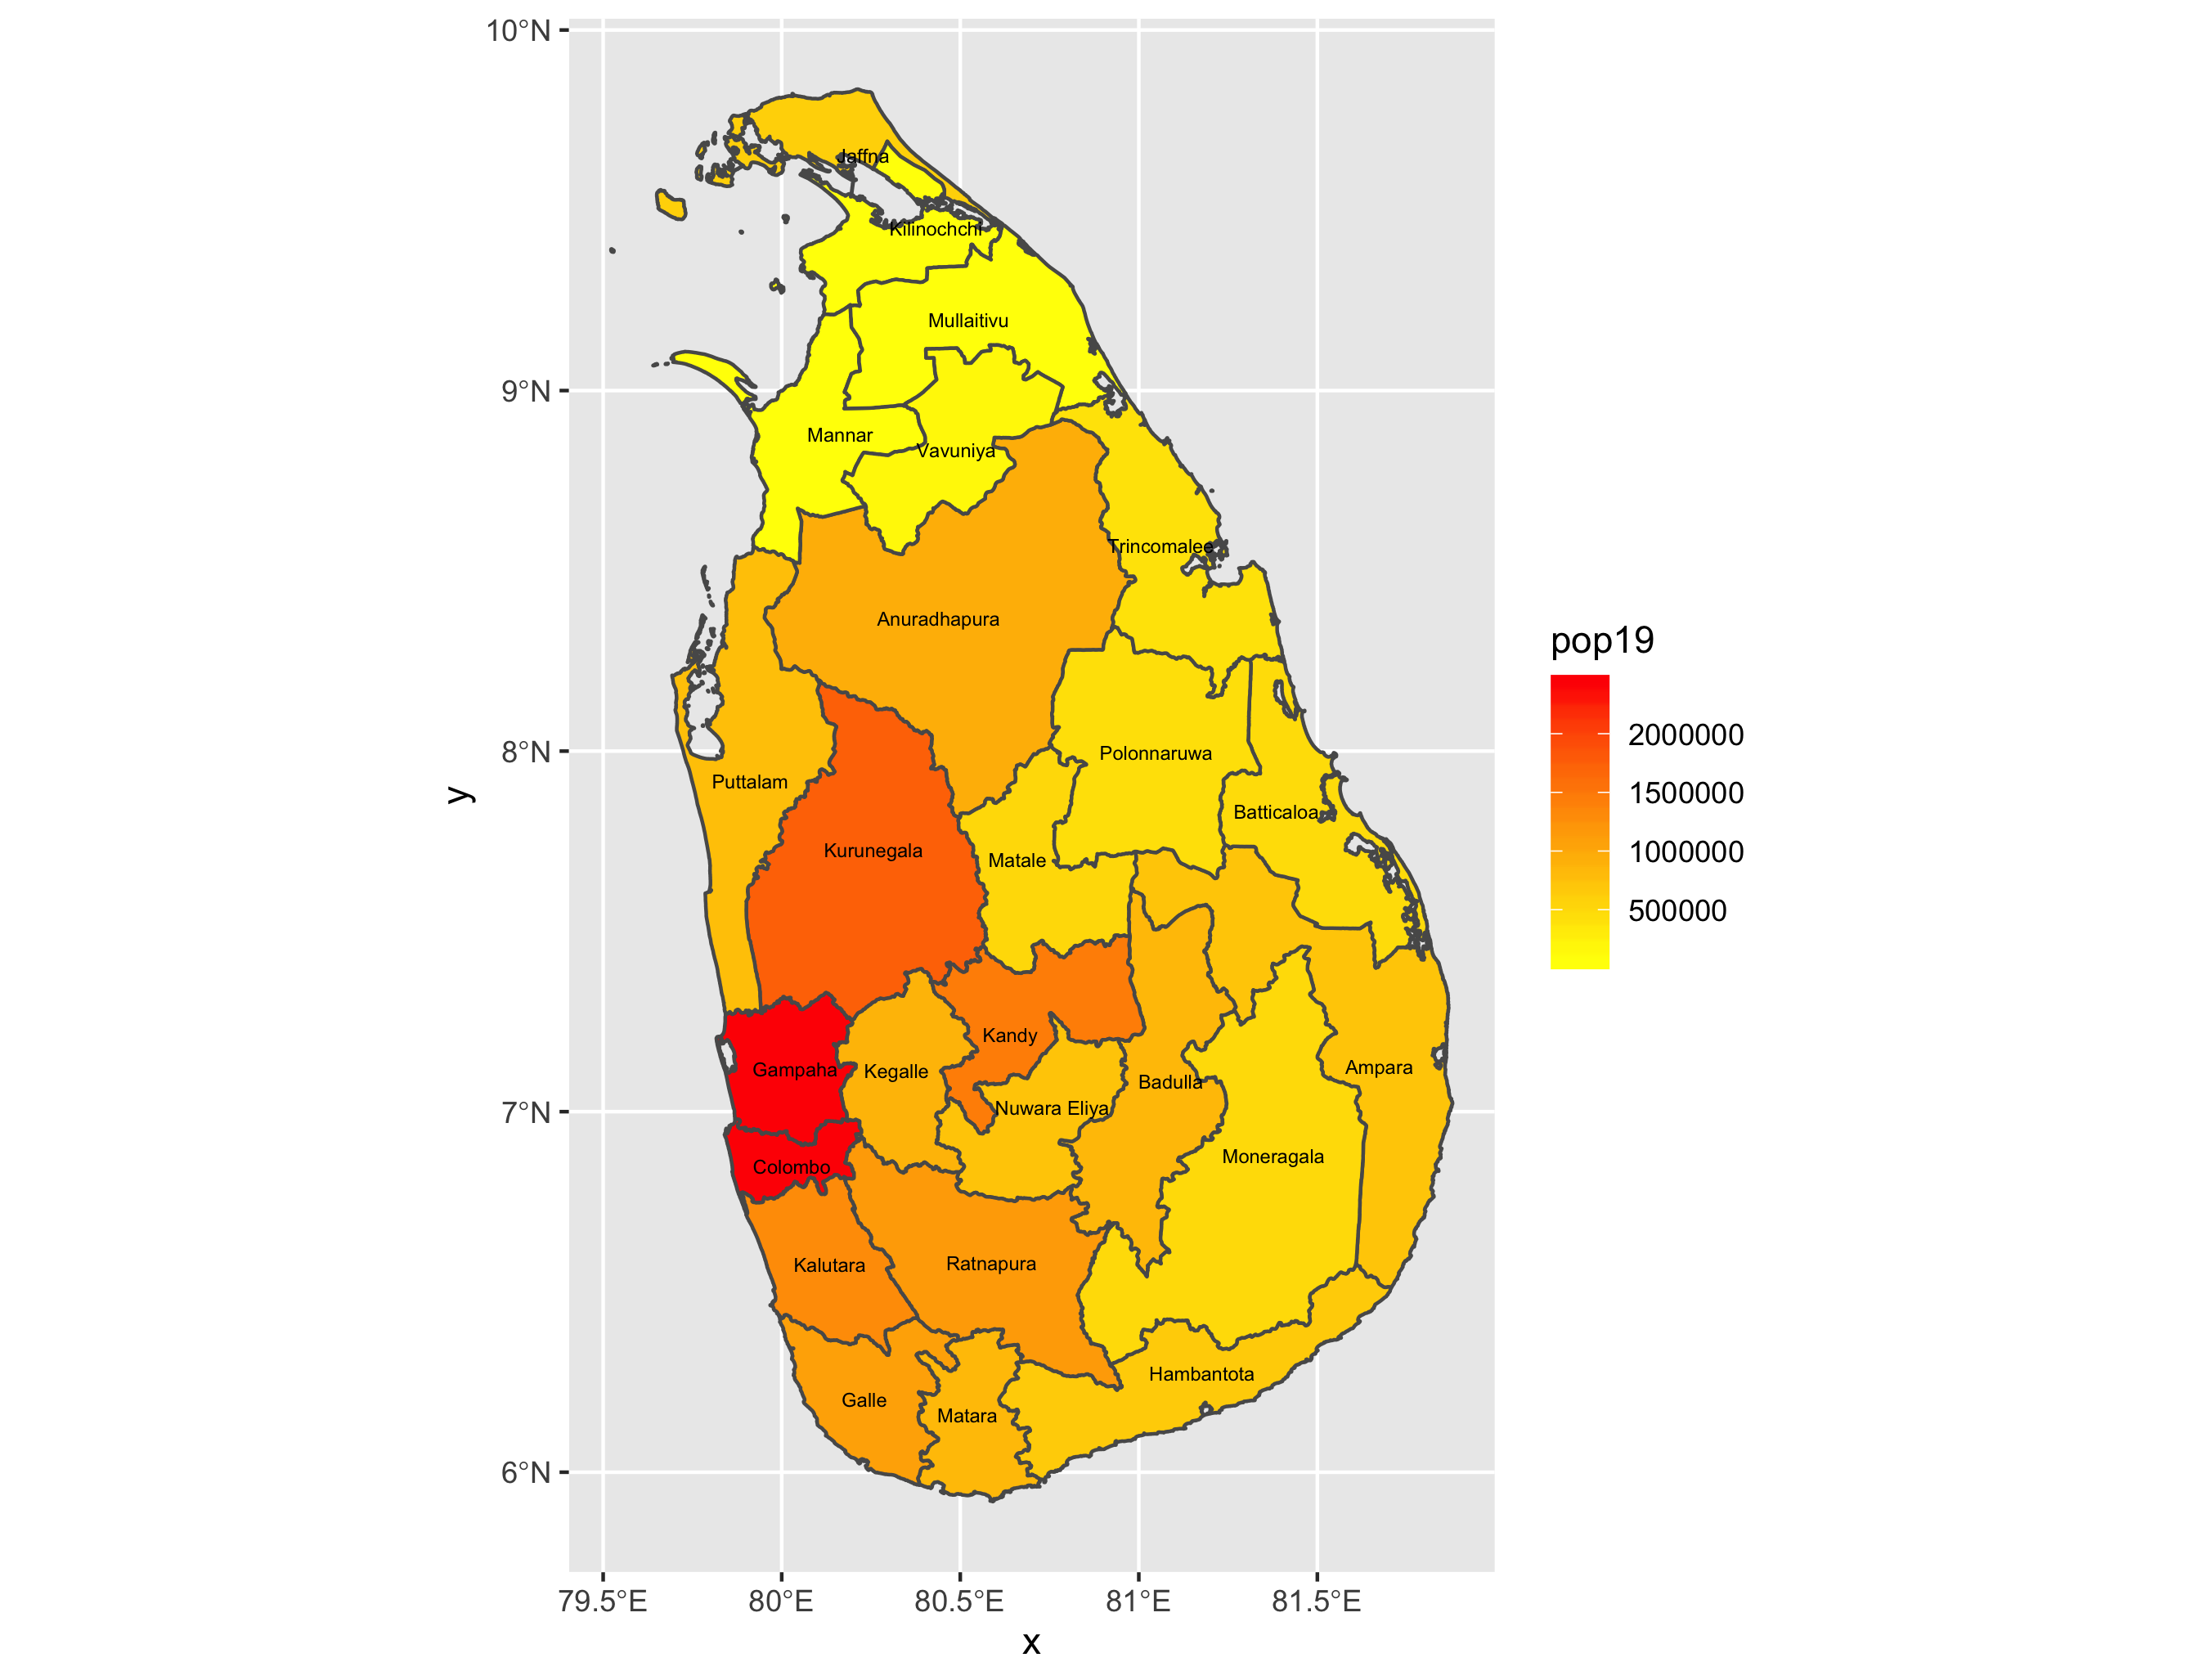 10°N
9°N
8°N
7°N
6°N
y
Jaffna
Kilinochchi
Mullaitivu
Mannar
Vavuniya
Trincomalee
Anuradhapura
Polonnaruwa
Puttalam
Batticaloa
Kurunegala
Matale
Kandy
Gampaha
Kegalle
Ampara
Badulla
Nuwara Eliya
Moneragala
Colombo
Ratnapura
Kalutara
Hambantota
Galle
Matara
79.5°E 80°E 80.5°E 81°E 81.5°E
x
pop19
2000000
1500000
1000000
500000